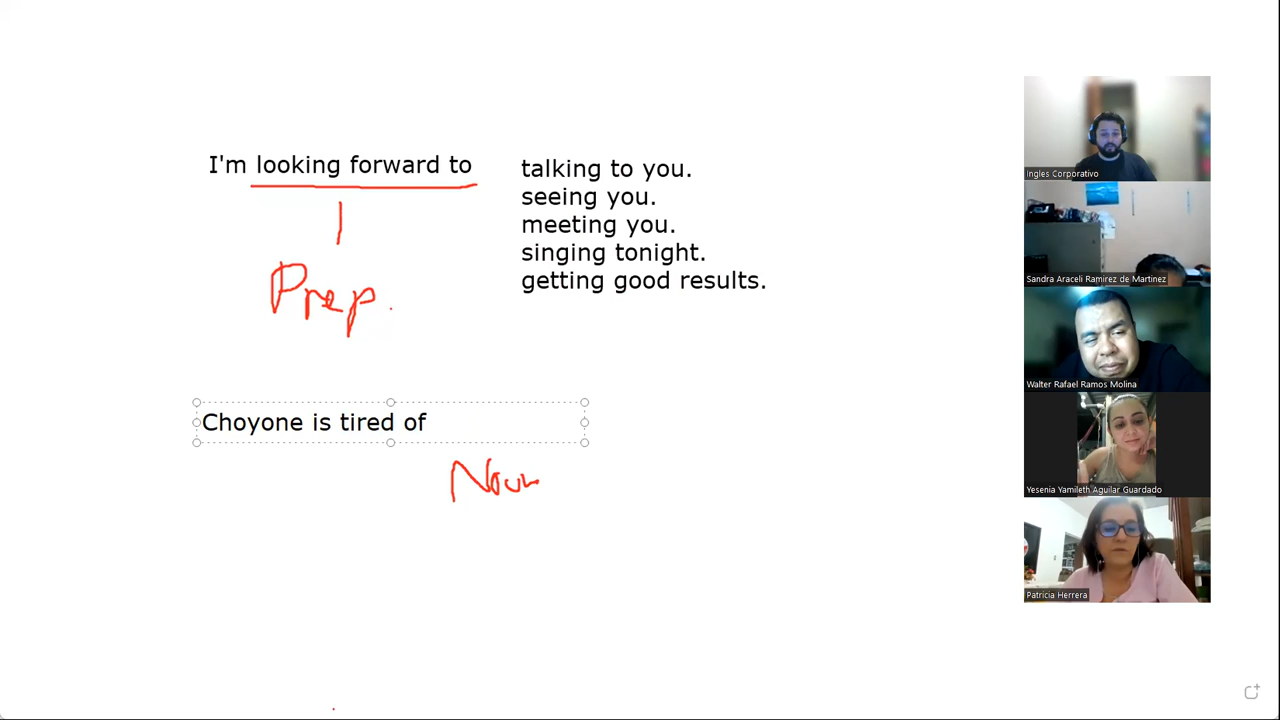 I'm looking forward to
talking to you.
seeing you.
meeting you.
singing tonight.
getting good results.
Prep.
Choyone is tired of
Noun
Ingles Corporativo
Sandra Araceli Ramirez de Martinez
Walter Rafael Ramos Molina
Yesenia Yamileth Aguilar Guardado
Patricia Herrera